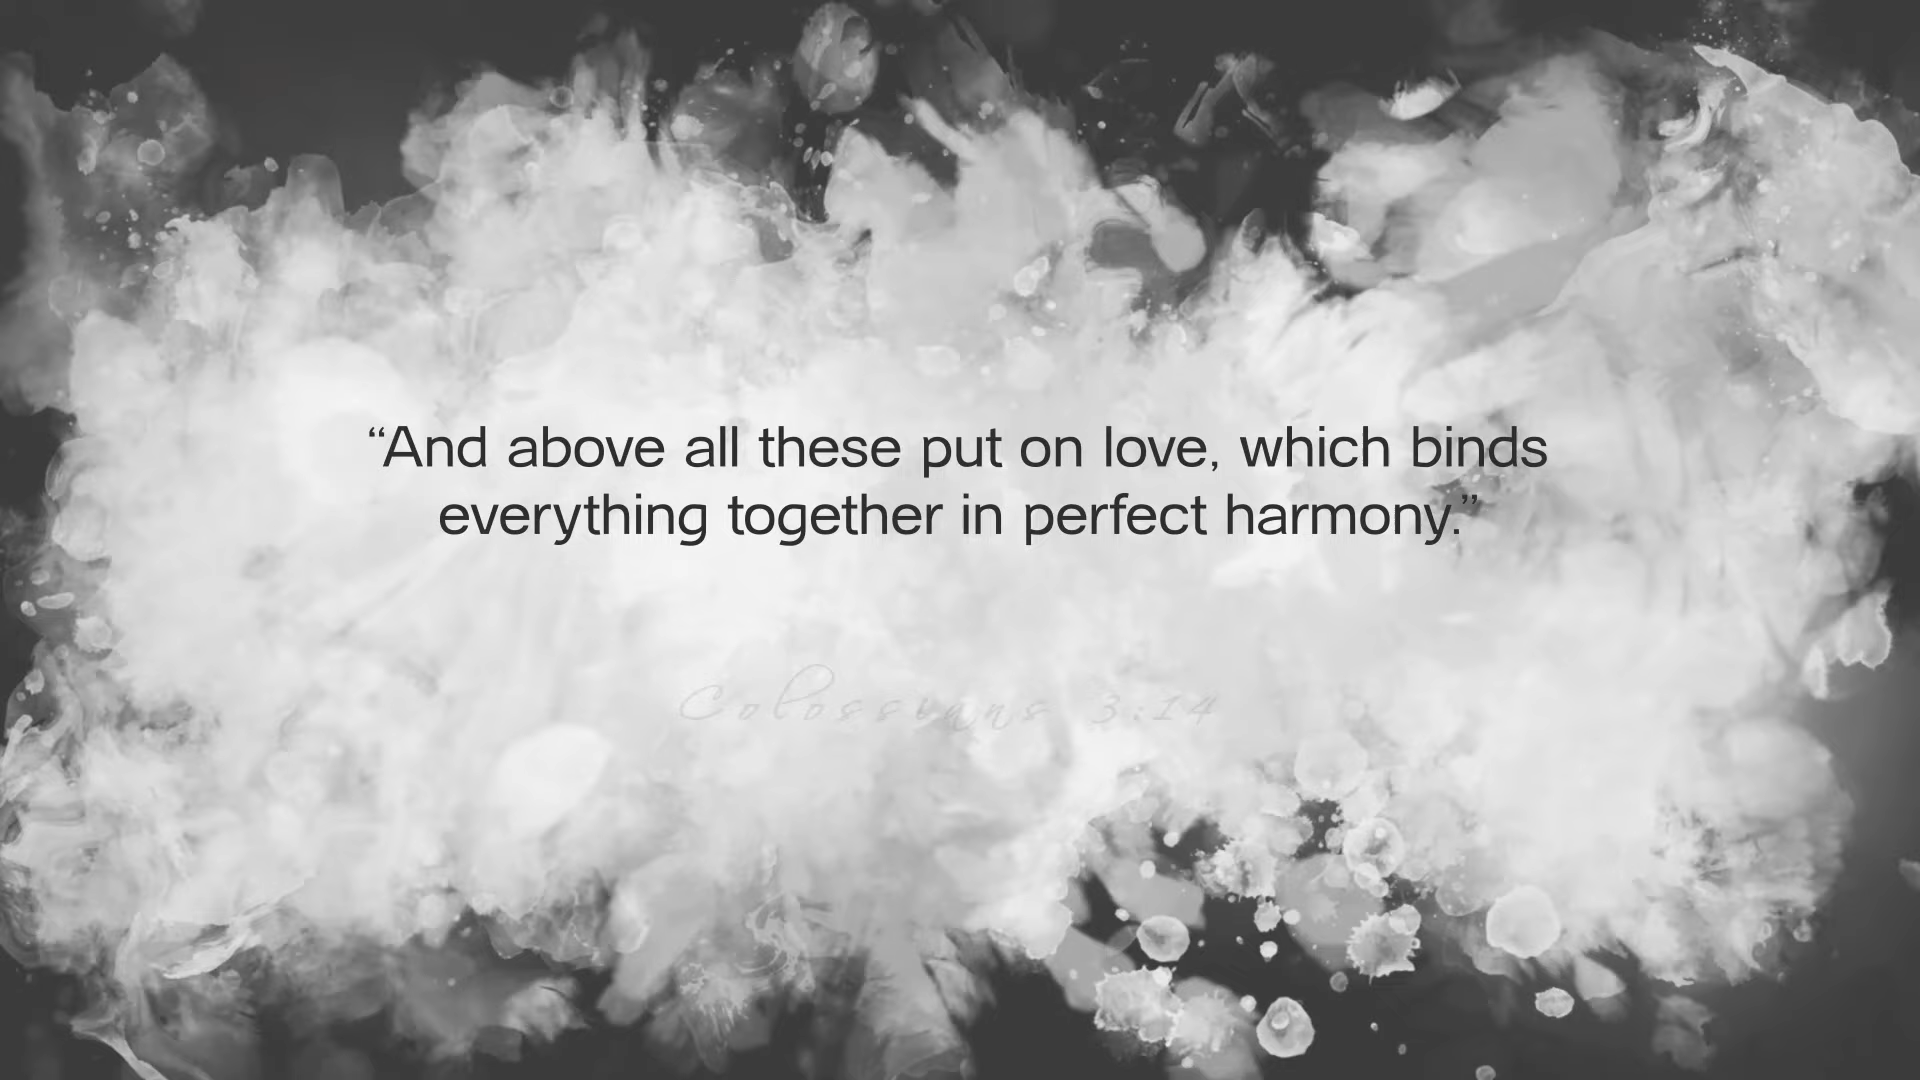 “And above all these put on love, which binds
everything together in perfect harmony.”
Colossians 3:14